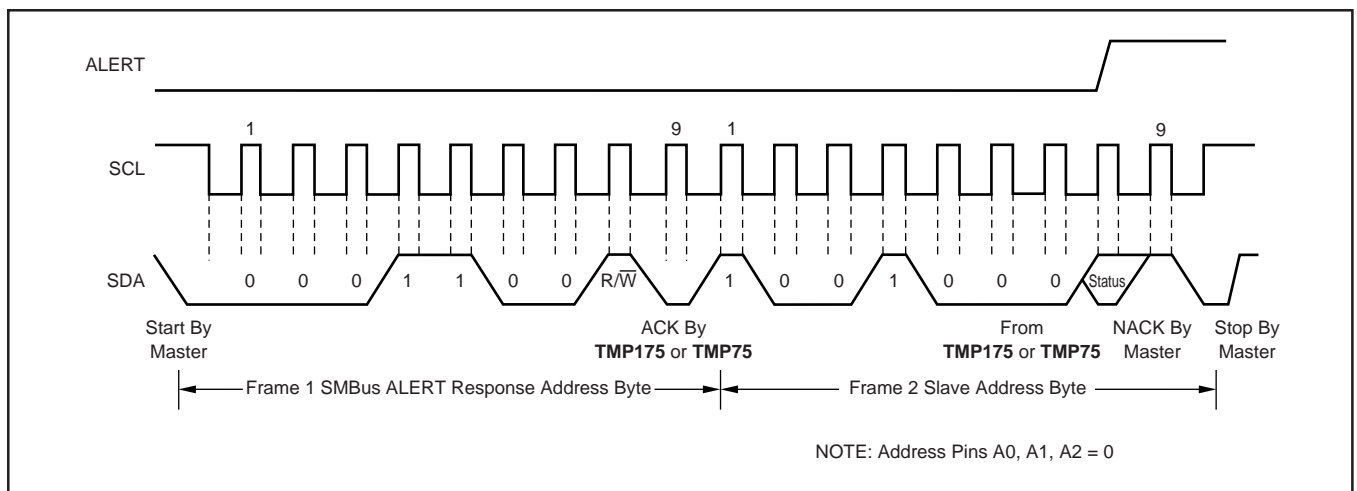 ALERT
1 9 1 9
SCL
SDA 0 0 0 1 1 0 0 R/W̅ 1 0 0 1 0 0 0 Status
Start By
Master
ACK By
TMP175 or TMP75
From
TMP175 or TMP75
NACK By
Master
Stop By
Master
Frame 1 SMBus ALERT Response Address Byte
Frame 2 Slave Address Byte
NOTE: Address Pins A0, A1, A2 = 0